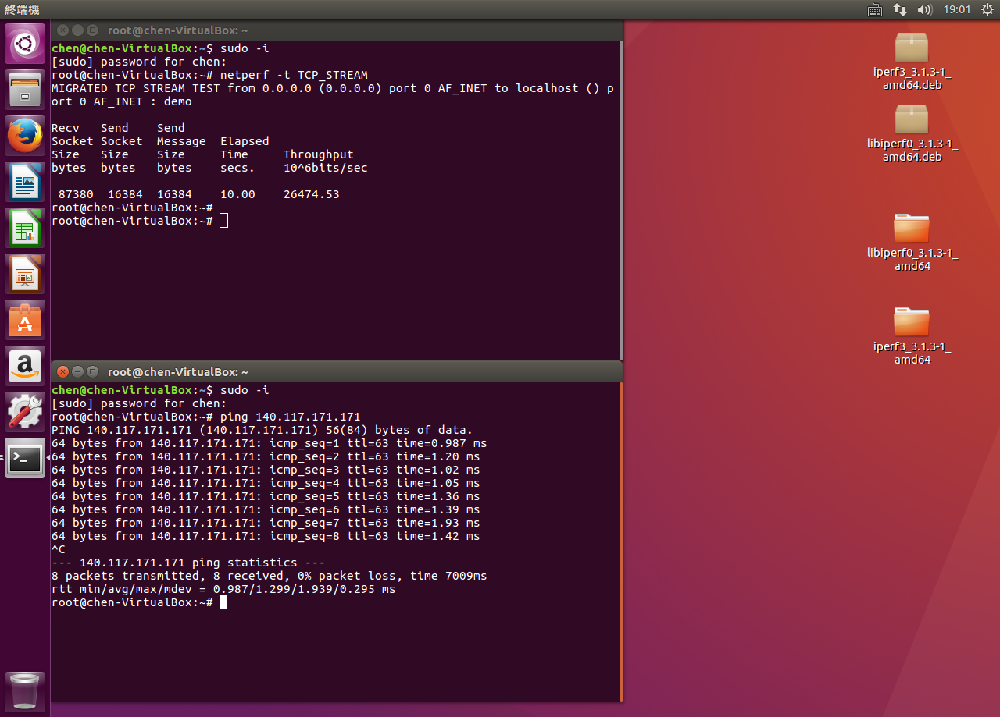 終端機
19:01
root@chen-VirtualBox: ~
chen@chen-VirtualBox:~$ sudo -i
[sudo] password for chen:
root@chen-VirtualBox:~# netperf -t TCP_STREAM
MIGRATED TCP STREAM TEST from 0.0.0.0 (0.0.0.0) port 0 AF_INET to localhost () p
ort 0 AF_INET : demo
Recv   Send    Send
Socket Socket  Message  Elapsed
Size   Size    Size     Time     Throughput
bytes  bytes   bytes    secs.    10^6bits/sec
87380  16384  16384    10.00    26474.53
root@chen-VirtualBox:~#
root@chen-VirtualBox:~#
root@chen-VirtualBox: ~
chen@chen-VirtualBox:~$ sudo -i
[sudo] password for chen:
root@chen-VirtualBox:~# ping 140.117.171.171
PING 140.117.171.171 (140.117.171.171) 56(84) bytes of data.
64 bytes from 140.117.171.171: icmp_seq=1 ttl=63 time=0.987 ms
64 bytes from 140.117.171.171: icmp_seq=2 ttl=63 time=1.20 ms
64 bytes from 140.117.171.171: icmp_seq=3 ttl=63 time=1.02 ms
64 bytes from 140.117.171.171: icmp_seq=4 ttl=63 time=1.05 ms
64 bytes from 140.117.171.171: icmp_seq=5 ttl=63 time=1.36 ms
64 bytes from 140.117.171.171: icmp_seq=6 ttl=63 time=1.39 ms
64 bytes from 140.117.171.171: icmp_seq=7 ttl=63 time=1.93 ms
64 bytes from 140.117.171.171: icmp_seq=8 ttl=63 time=1.42 ms
^C
--- 140.117.171.171 ping statistics ---
8 packets transmitted, 8 received, 0% packet loss, time 7009ms
rtt min/avg/max/mdev = 0.987/1.299/1.939/0.295 ms
root@chen-VirtualBox:~#
iperf3_3.1.3-1_
amd64.deb
libiperf0_3.1.3-1_
amd64.deb
libiperf0_3.1.3-1_
amd64
iperf3_3.1.3-1_
amd64